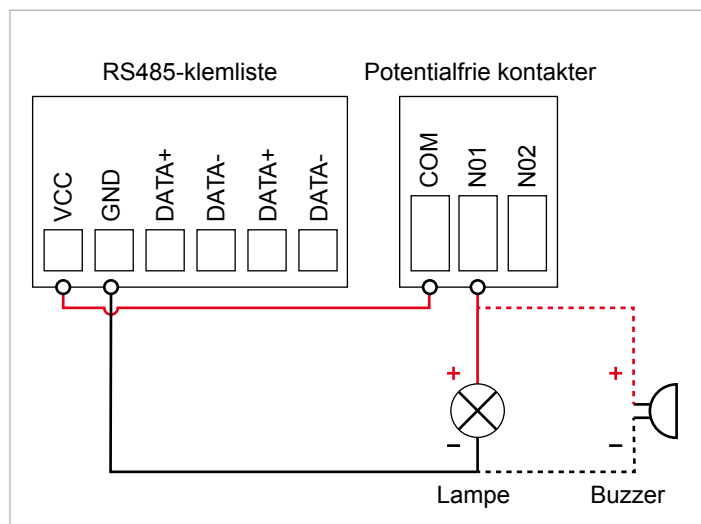 RS485-klemliste
Potentialfrie kontakter
VCC
GND
DATA+
DATA-
DATA+
DATA-
COM
N01
N02
+
+
–
–
Lampe
Buzzer